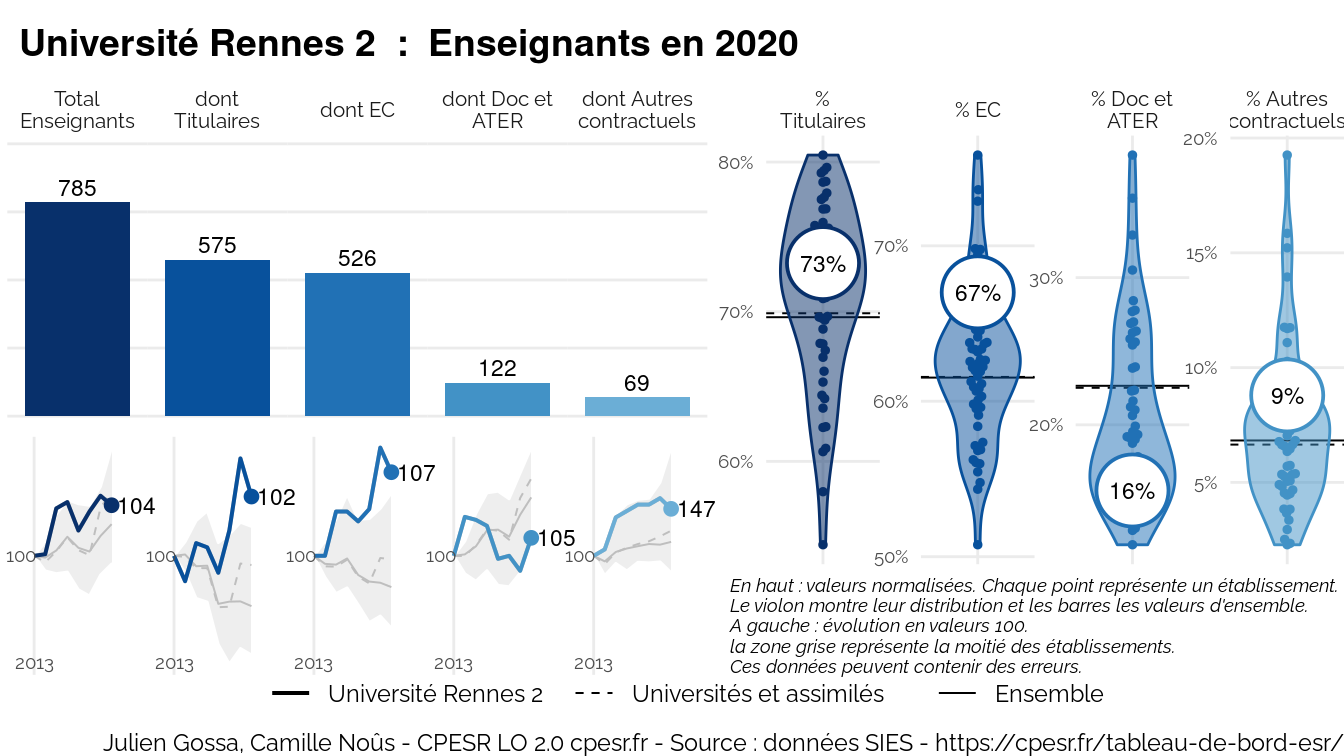 Université Rennes 2 : Enseignants en 2020
Total
Enseignants
dont
Titulaires
dont EC
dont Doc et
ATER
dont Autres
contractuels
785
575
526
122
69
100
104
2013
100
102
2013
100
107
2013
100
105
2013
100
147
2013
%
Titulaires
80%
70%
60%
73%
% EC
70%
60%
50%
67%
% Doc et
ATER
30%
20%
16%
% Autres
contractuels
20%
15%
10%
5%
9%
En haut : valeurs normalisées. Chaque point représente un établissement.
Le violon montre leur distribution et les barres les valeurs d'ensemble.
A gauche : évolution en valeurs 100.
la zone grise représente la moitié des établissements.
Ces données peuvent contenir des erreurs.
Université Rennes 2
Universités et assimilés
Ensemble
Julien Gossa, Camille Noûs - CPESR LO 2.0 cpesr.fr - Source : données SIES - https://cpesr.fr/tableau-de-bord-esr/